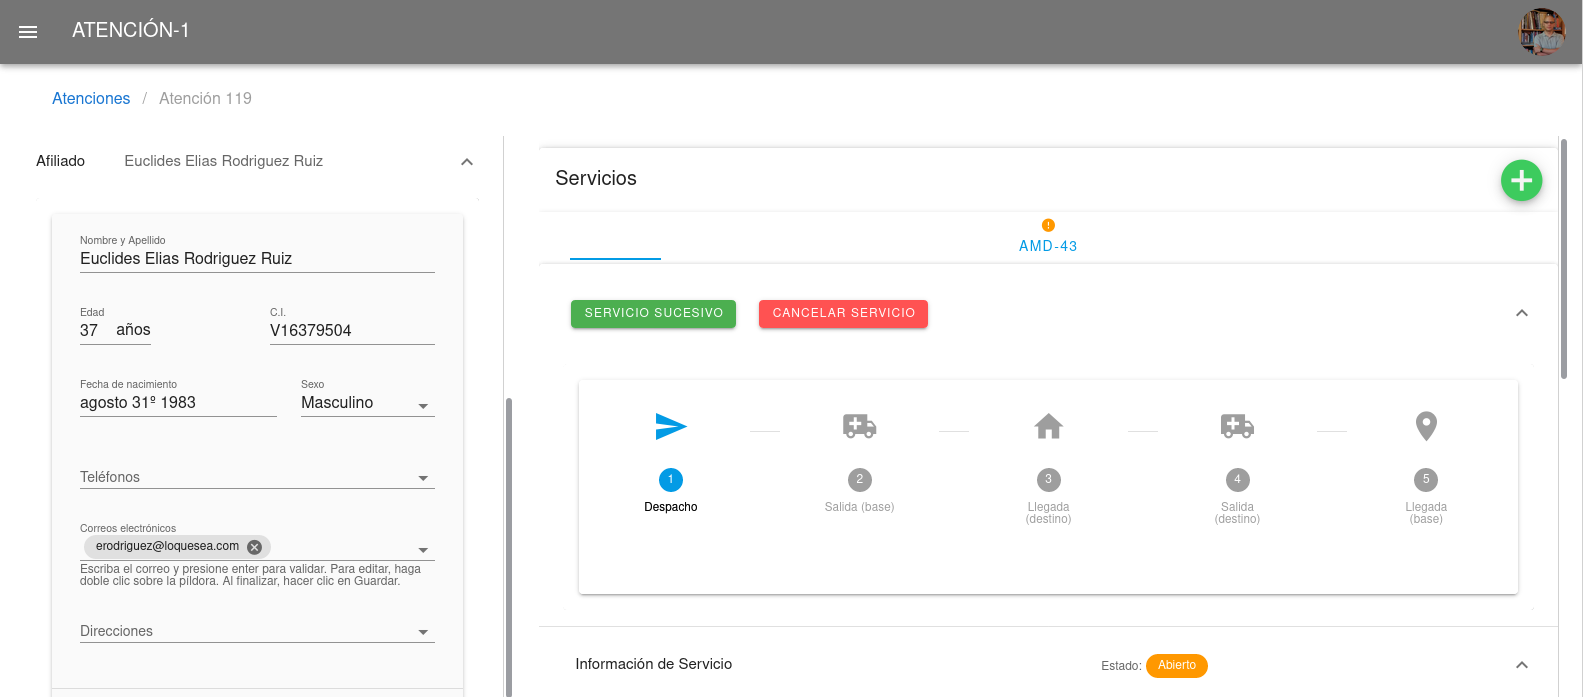 ATENCIÓN-1
Atenciones / Atención 119
Afiliado Euclides Elias Rodriguez Ruiz
Nombre y Apellido
Euclides Elias Rodriguez Ruiz
Edad
37 años
C.I.
V16379504
Fecha de nacimiento
agosto 31º 1983
Sexo
Masculino
Teléfonos
Correos electrónicos
erodriguez@loquesea.com
Escriba el correo y presione enter para validar. Para editar, haga
doble clic sobre la píldora. Al finalizar, hacer clic en Guardar.
Direcciones
Servicios
AMD-43
SERVICIO SUCESIVO
CANCELAR SERVICIO
1
Despacho
2
Salida (base)
3
Llegada
(destino)
4
Salida
(destino)
5
Llegada
(base)
Información de Servicio
Estado: Abierto